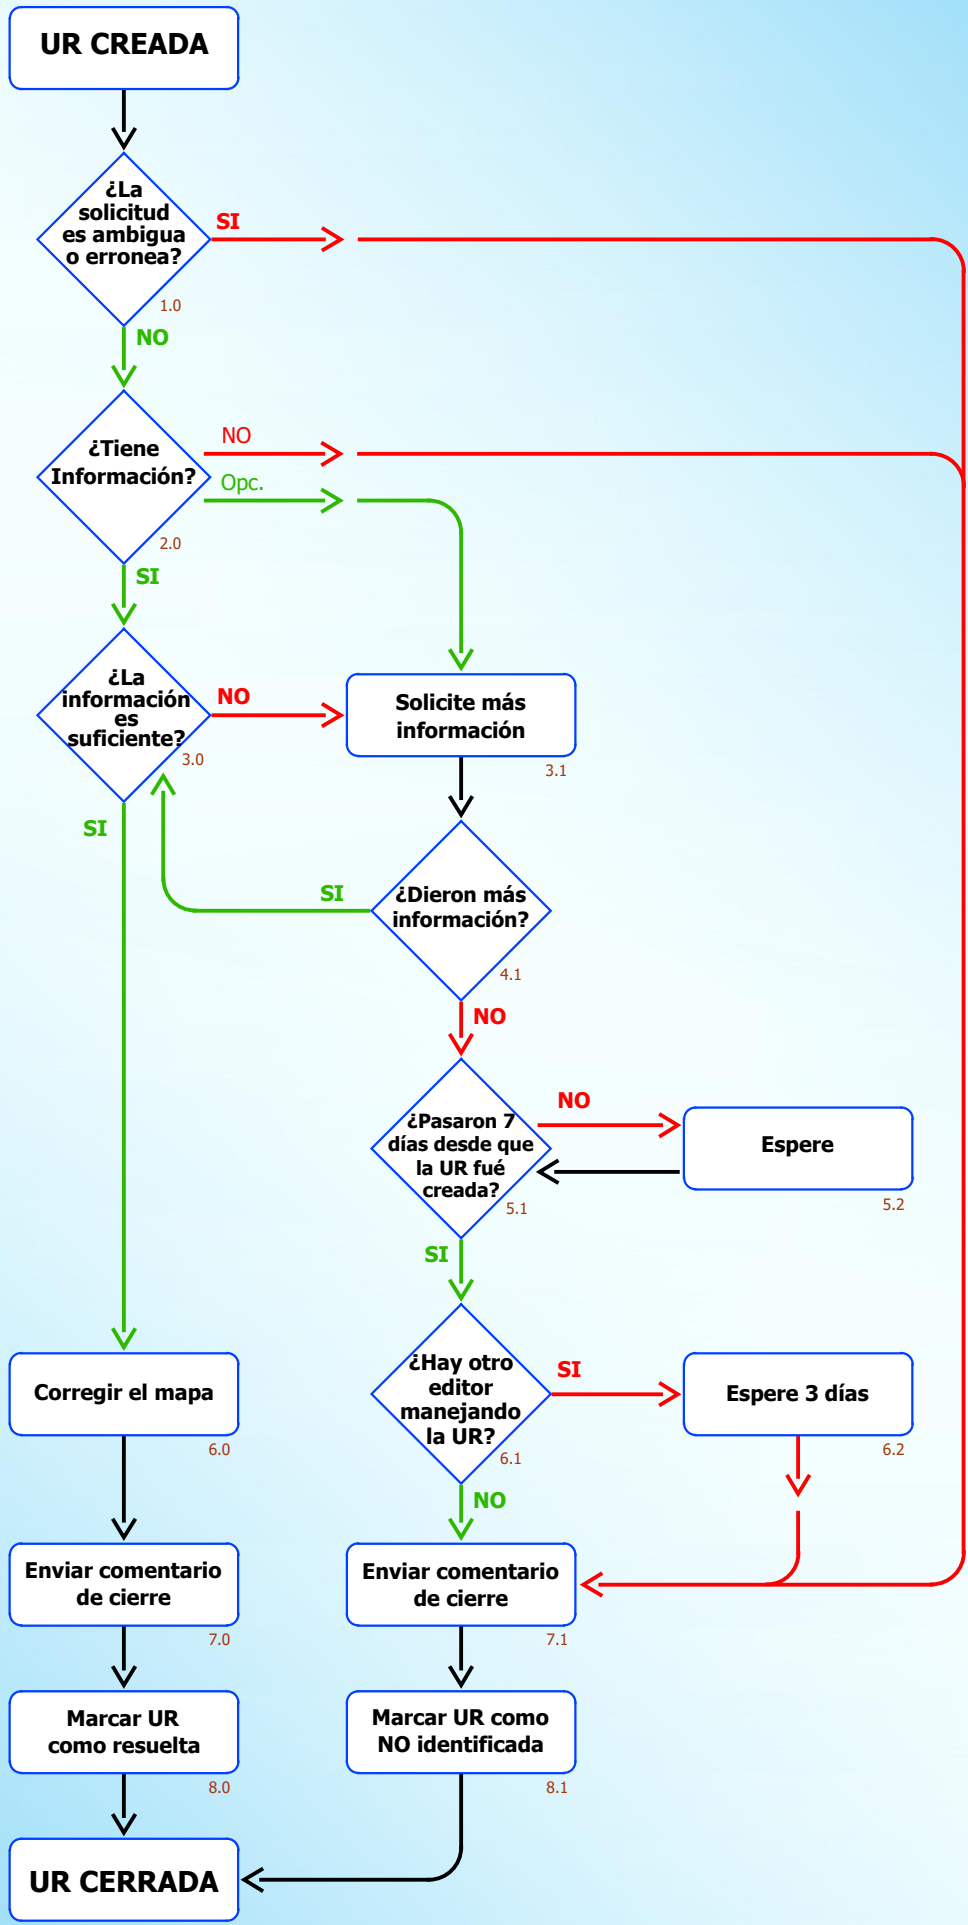 UR CREADA
¿La
solicitud
es ambigua
o erronea?
SI
1.0
NO
¿Tiene
Información?
NO
Opc.
2.0
SI
¿La
información
es
suficiente?
NO
3.0
Solicite más
información
3.1
SI
SI
¿Dieron más
información?
4.1
NO
¿Pasaron 7
días desde que
la UR fué
creada?
5.1
NO
Espere
5.2
SI
¿Hay otro
editor
manejando
la UR?
6.1
SI
Espere 3 días
6.2
NO
Corregir el mapa
6.0
Enviar comentario
de cierre
7.0
Enviar comentario
de cierre
7.1
Marcar UR
como resuelta
8.0
Marcar UR como
NO identificada
8.1
UR CERRADA